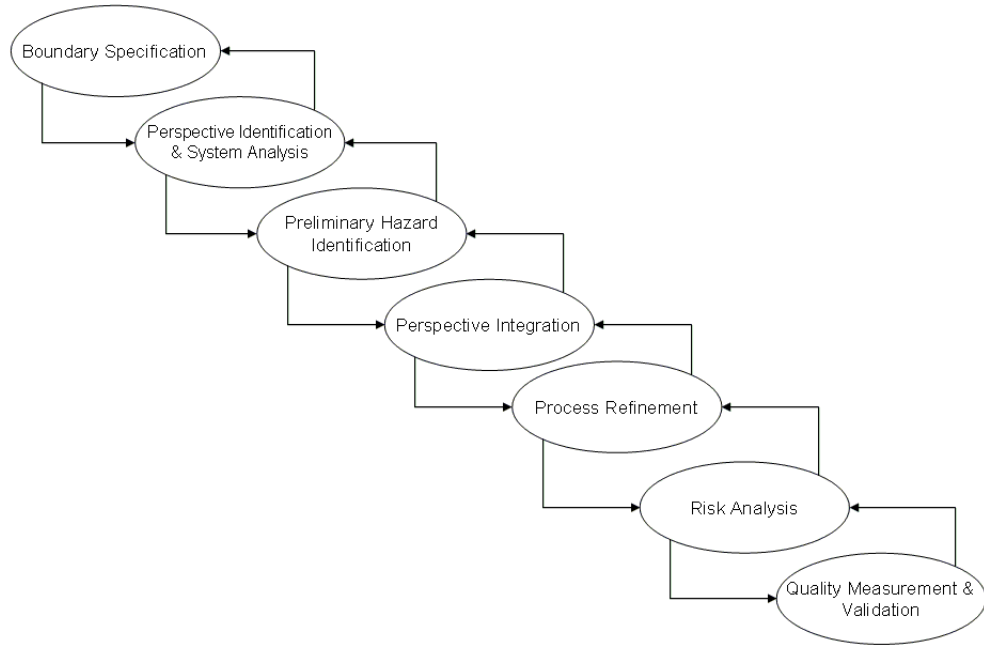 Boundary Specification
Perspective Identification
& System Analysis
Preliminary Hazard
Identification
Perspective Integration
Process Refinement
Risk Analysis
Quality Measurement &
Validation